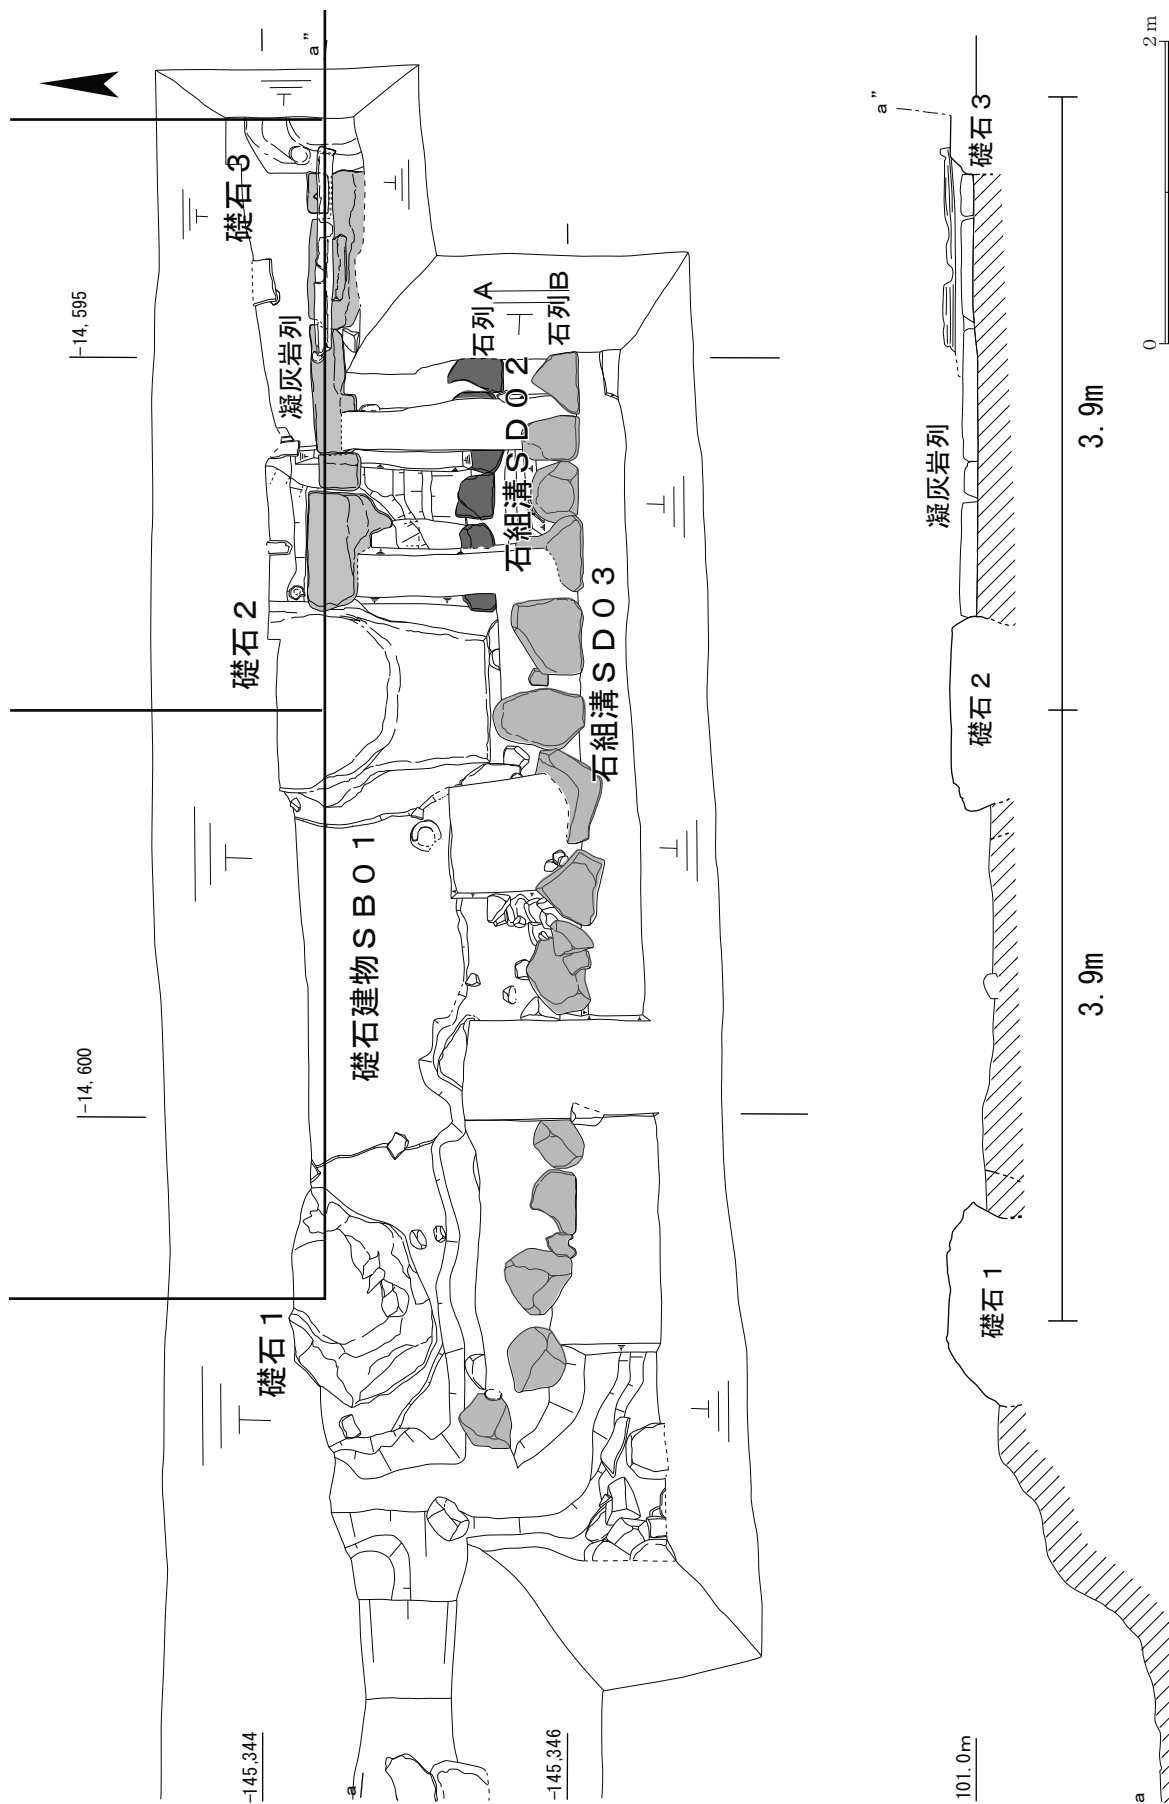 a”
礎石３
-14,595
凝灰岩列
石列Ａ
石列Ｂ
石組溝ＳＤ０２
礎石２
石組溝ＳＤ０３
礎石建物ＳＢ０１
-14,600
礎石１
-145,344
-145,346
a
2m
0
a”
礎石３
凝灰岩列
3.9m
礎石２
3.9m
礎石１
101.0m
a